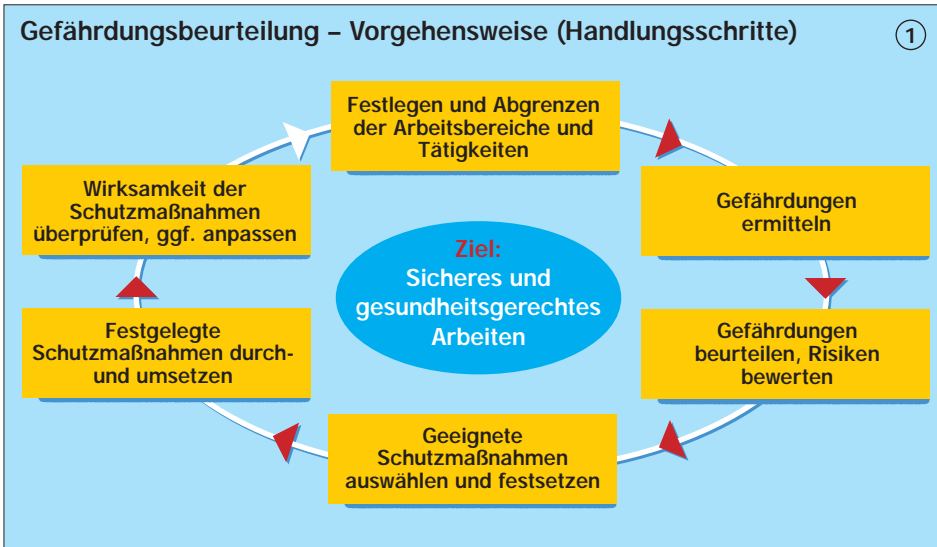 Gefährdungsbeurteilung – Vorgehensweise (Handlungsschritte)
1
Festlegen und Abgrenzen
der Arbeitsbereiche und
Tätigkeiten
Gefährdungen
ermitteln
Gefährdungen
beurteilen, Risiken
bewerten
Geeignete
Schutzmaßnahmen
auswählen und festsetzen
Festgelegte
Schutzmaßnahmen durch-
und umsetzen
Wirksamkeit der
Schutzmaßnahmen
überprüfen, ggf. anpassen
Ziel:
Sicheres und
gesundheitsgerechtes
Arbeiten